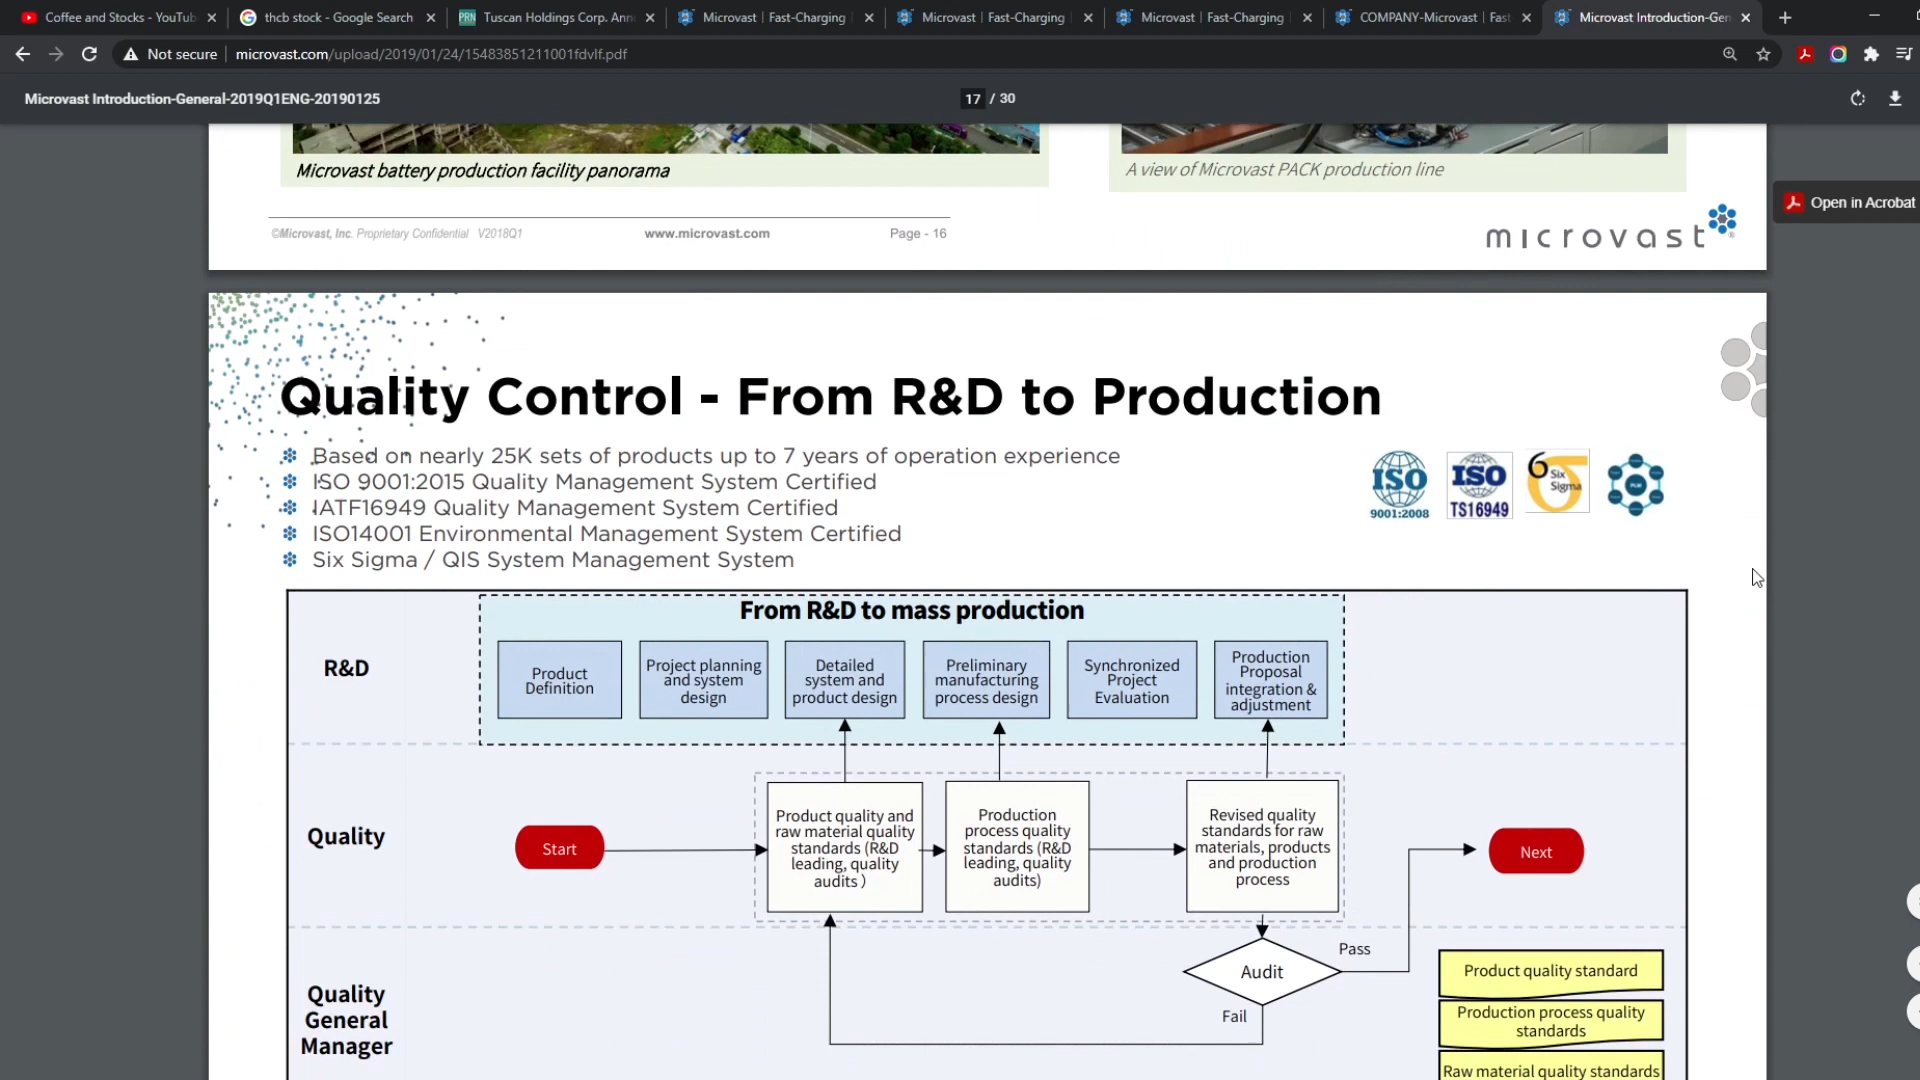 Coffee and Stocks - YouTub
thcb stock - Google Search
PRN Tuscan Holdings Corp. Ann
Microvast | Fast-Charging
Microvast | Fast-Charging
Microvast | Fast-Charging
COMPANY-Microvast | Fast
Microvast Introduction-Gen
Not secure
microvast.com/upload/2019/01/24/15483851211001fdvlf.pdf
Microvast Introduction-General-2019Q1ENG-20190125
17 / 30
Open in Acrobat
Microvast battery production facility panorama
A view of Microvast PACK production line
©Microvast, Inc. Proprietary Confidential V2018Q1
www.microvast.com
Page - 16
microvast
Quality Control - From R&D to Production
Based on nearly 25K sets of products up to 7 years of operation experience
ISO 9001:2015 Quality Management System Certified
IATF16949 Quality Management System Certified
ISO14001 Environmental Management System Certified
Six Sigma / QIS System Management System
ISO
9001:2008
ISO
TS16949
6
Six
Sigma
PLM
From R&D to mass production
R&D
Product
Definition
Project planning
and system
design
Detailed
system and
product design
Preliminary
manufacturing
process design
Synchronized
Project
Evaluation
Production
Proposal
integration &
adjustment
Quality
Start
Product quality and
raw material quality
standards (R&D
leading, quality
audits )
Production
process quality
standards (R&D
leading, quality
audits)
Revised quality
standards for raw
materials, products
and production
process
Next
Quality
General
Manager
Audit
Pass
Fail
Product quality standard
Production process quality
standards
Raw material quality standards